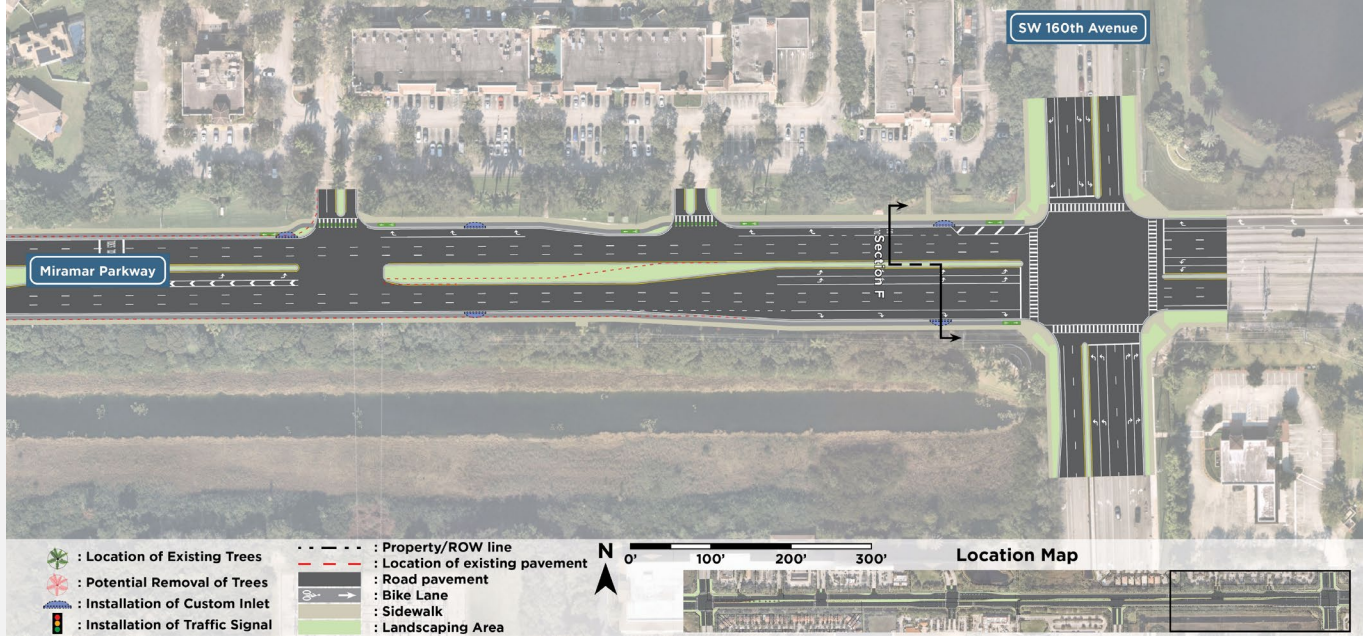 SW 160th Avenue
Miramar Parkway
Section F
: Location of Existing Trees
: Potential Removal of Trees
: Installation of Custom Inlet
: Installation of Traffic Signal
: Property/ROW line
: Location of existing pavement
: Road pavement
: Bike Lane
: Sidewalk
: Landscaping Area
N
0' 100' 200' 300'
Location Map